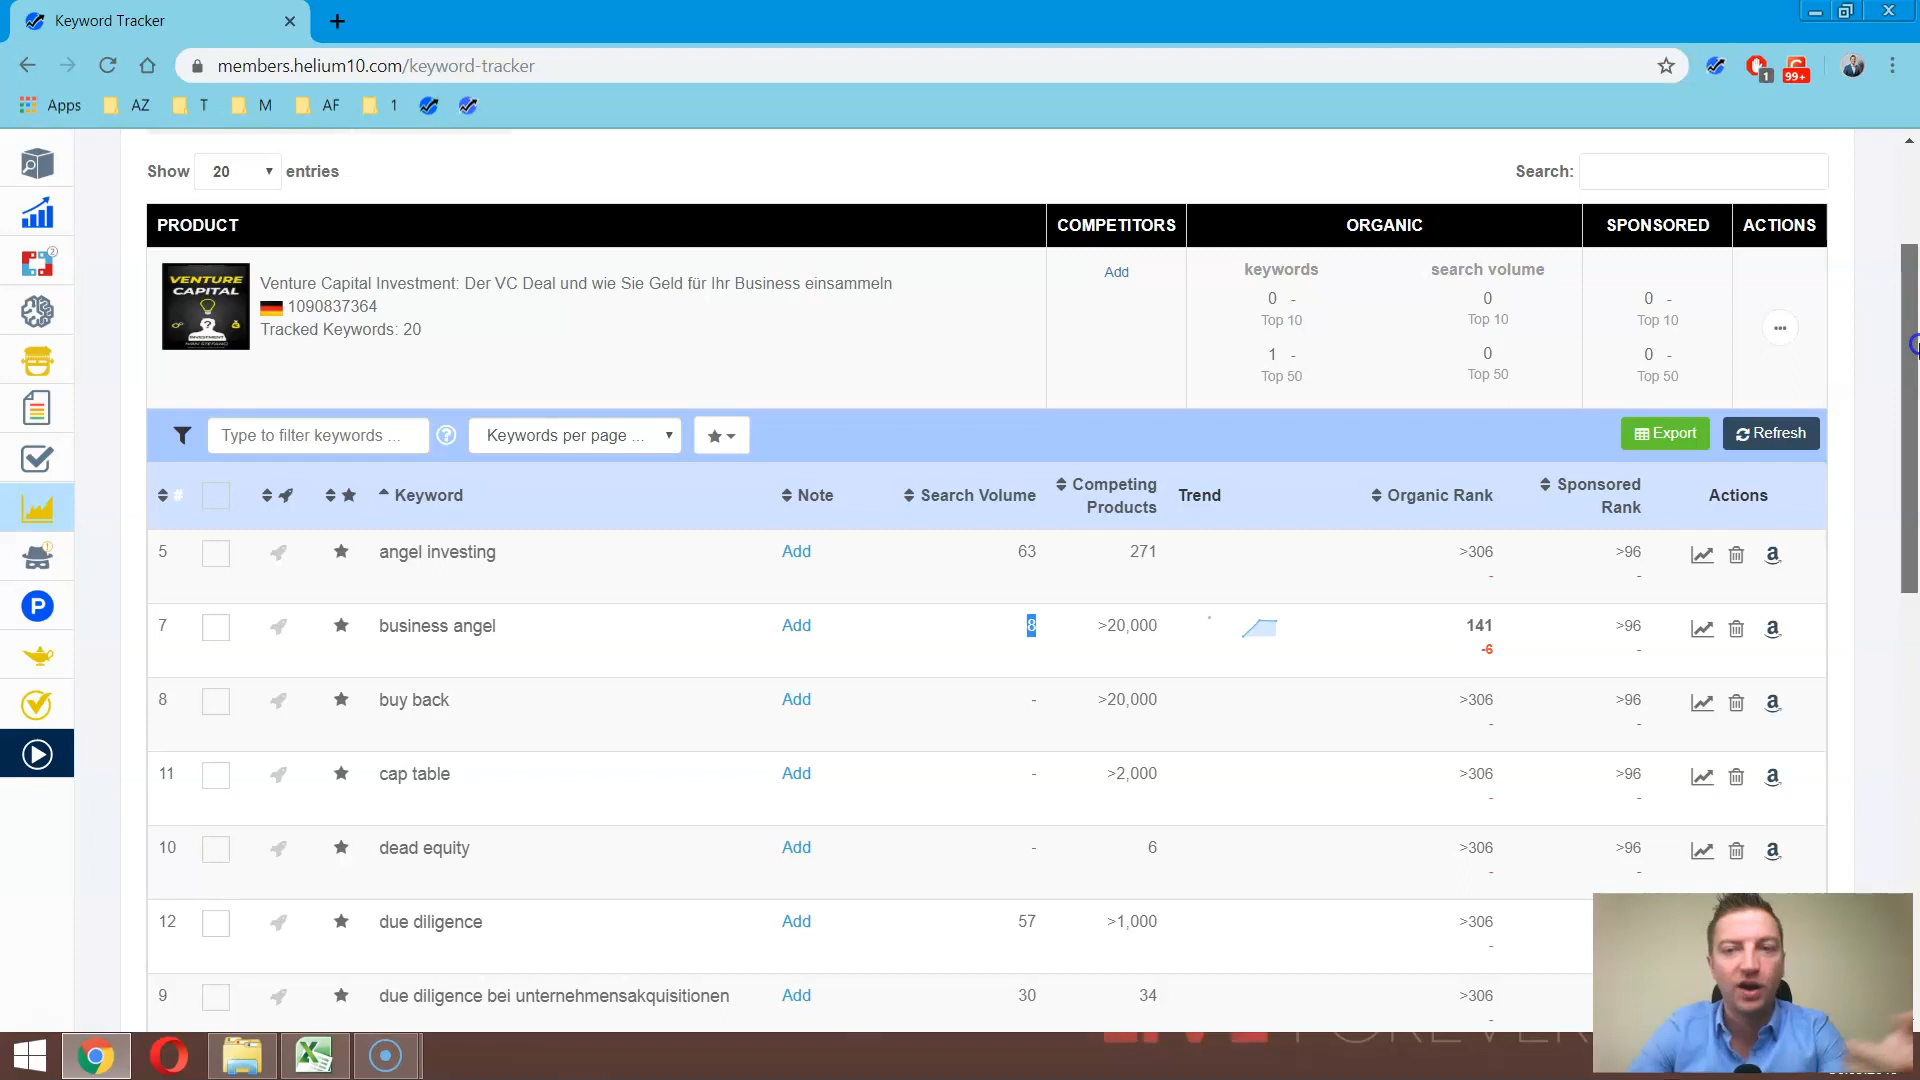 Keyword Tracker
members.helium10.com/keyword-tracker
1
99+
Apps AZ T M AF 1
Show 20 entries
Search:
PRODUCT COMPETITORS ORGANIC SPONSORED ACTIONS
VENTURE CAPITAL
INVESTMENT
Venture Capital Investment: Der VC Deal und wie Sie Geld für Ihr Business einsammeln
1090837364
Tracked Keywords: 20
Add
keywords search volume
0 - 0 0 -
Top 10 Top 10 Top 10
1 - 0 0 -
Top 50 Top 50 Top 50
Type to filter keywords ... Keywords per page ... Export Refresh
# Keyword Note Search Volume Competing Products Trend Organic Rank Sponsored Rank Actions
5 angel investing Add 63 271 >306 >96
- -
7 business angel Add 8 >20,000 141 >96
-6 -
8 buy back Add - >20,000 >306 >96
- -
11 cap table Add - >2,000 >306 >96
- -
10 dead equity Add - 6 >306 >96
- -
12 due diligence Add 57 >1,000 >306
-
9 due diligence bei unternehmensakquisitionen Add 30 34 >306
-